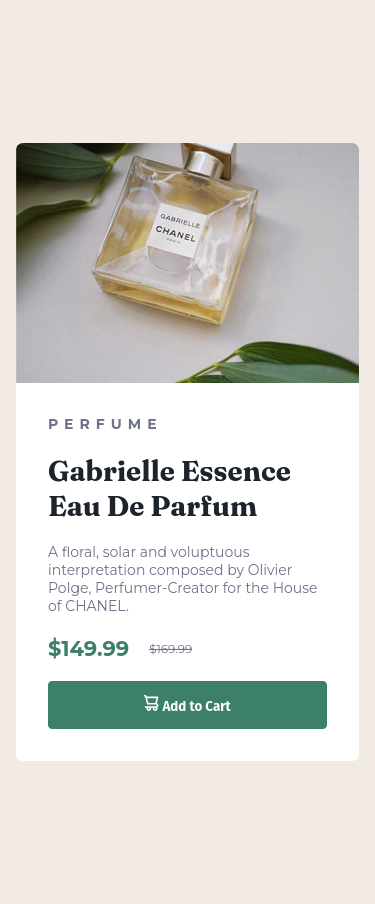 GABRIELLE
CHANEL
PARIS
PERFUME
Gabrielle Essence
Eau De Parfum
A floral, solar and voluptuous
interpretation composed by Olivier
Polge, Perfumer-Creator for the House
of CHANEL.
$149.99 $169.99
Add to Cart